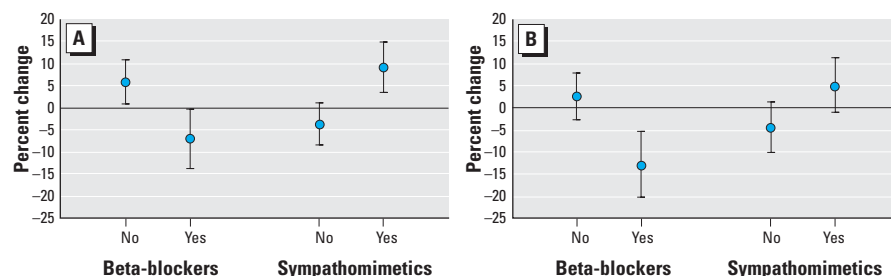 A
Percent change
20
15
10
5
0
–5
–10
–15
–20
–25
No Yes No Yes
Beta-blockers Sympathomimetics
B
Percent change
20
15
10
5
0
–5
–10
–15
–20
–25
No Yes No Yes
Beta-blockers Sympathomimetics